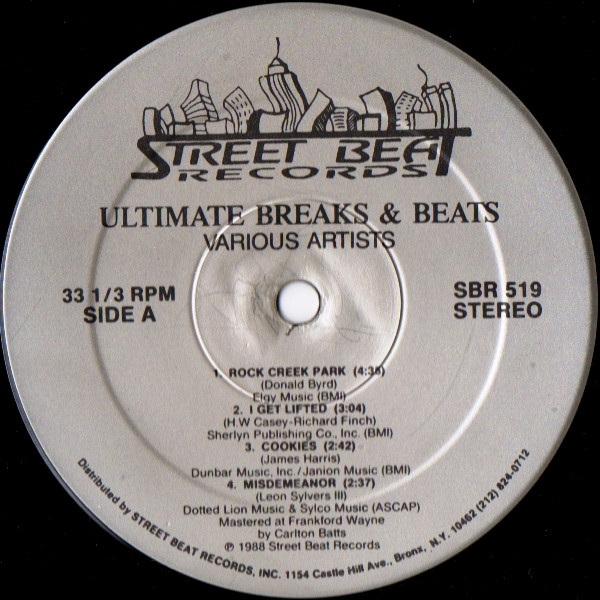 STREET BEAT
RECORDS
ULTIMATE BREAKS & BEATS
VARIOUS ARTISTS
33 1/3 RPM
SIDE A
SBR 519
STEREO
1. ROCK CREEK PARK (4:38)
(Donald Byrd)
Elgy Music (BMI)
2. I GET LIFTED (3:04)
(H.W Casey-Richard Finch)
Sherlyn Publishing Co., Inc. (BMI)
3. COOKIES (2:42)
(James Harris)
Dunbar Music, Inc./Janion Music (BMI)
4. MISDEMEANOR (2:37)
(Leon Sylvers III)
Dotted Lion Music & Sylco Music (ASCAP)
Mastered at Frankford Wayne
by Carlton Batts
℗ 1988 Street Beat Records
Distributed by STREET BEAT RECORDS, INC. 1154 Castle Hill Ave., Bronx, N.Y. 10462 (212) 824-0712